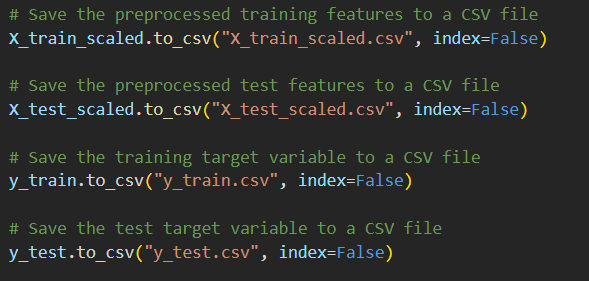 # Save the preprocessed training features to a CSV file
X_train_scaled.to_csv("X_train_scaled.csv", index=False)
# Save the preprocessed test features to a CSV file
X_test_scaled.to_csv("X_test_scaled.csv", index=False)
# Save the training target variable to a CSV file
y_train.to_csv("y_train.csv", index=False)
# Save the test target variable to a CSV file
y_test.to_csv("y_test.csv", index=False)